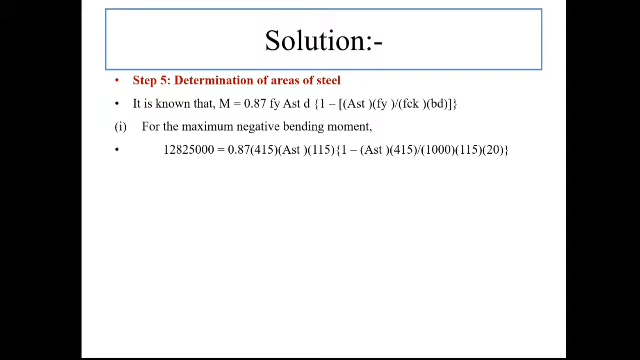 Solution:-
• Step 5: Determination of areas of steel
• It is known that, M = 0.87 fy Ast d {1 – [(Ast )(fy )/(fck )(bd)]}
(i) For the maximum negative bending moment,
• 12825000 = 0.87(415)(Ast )(115){1 – (Ast )(415)/(1000)(115)(20)}